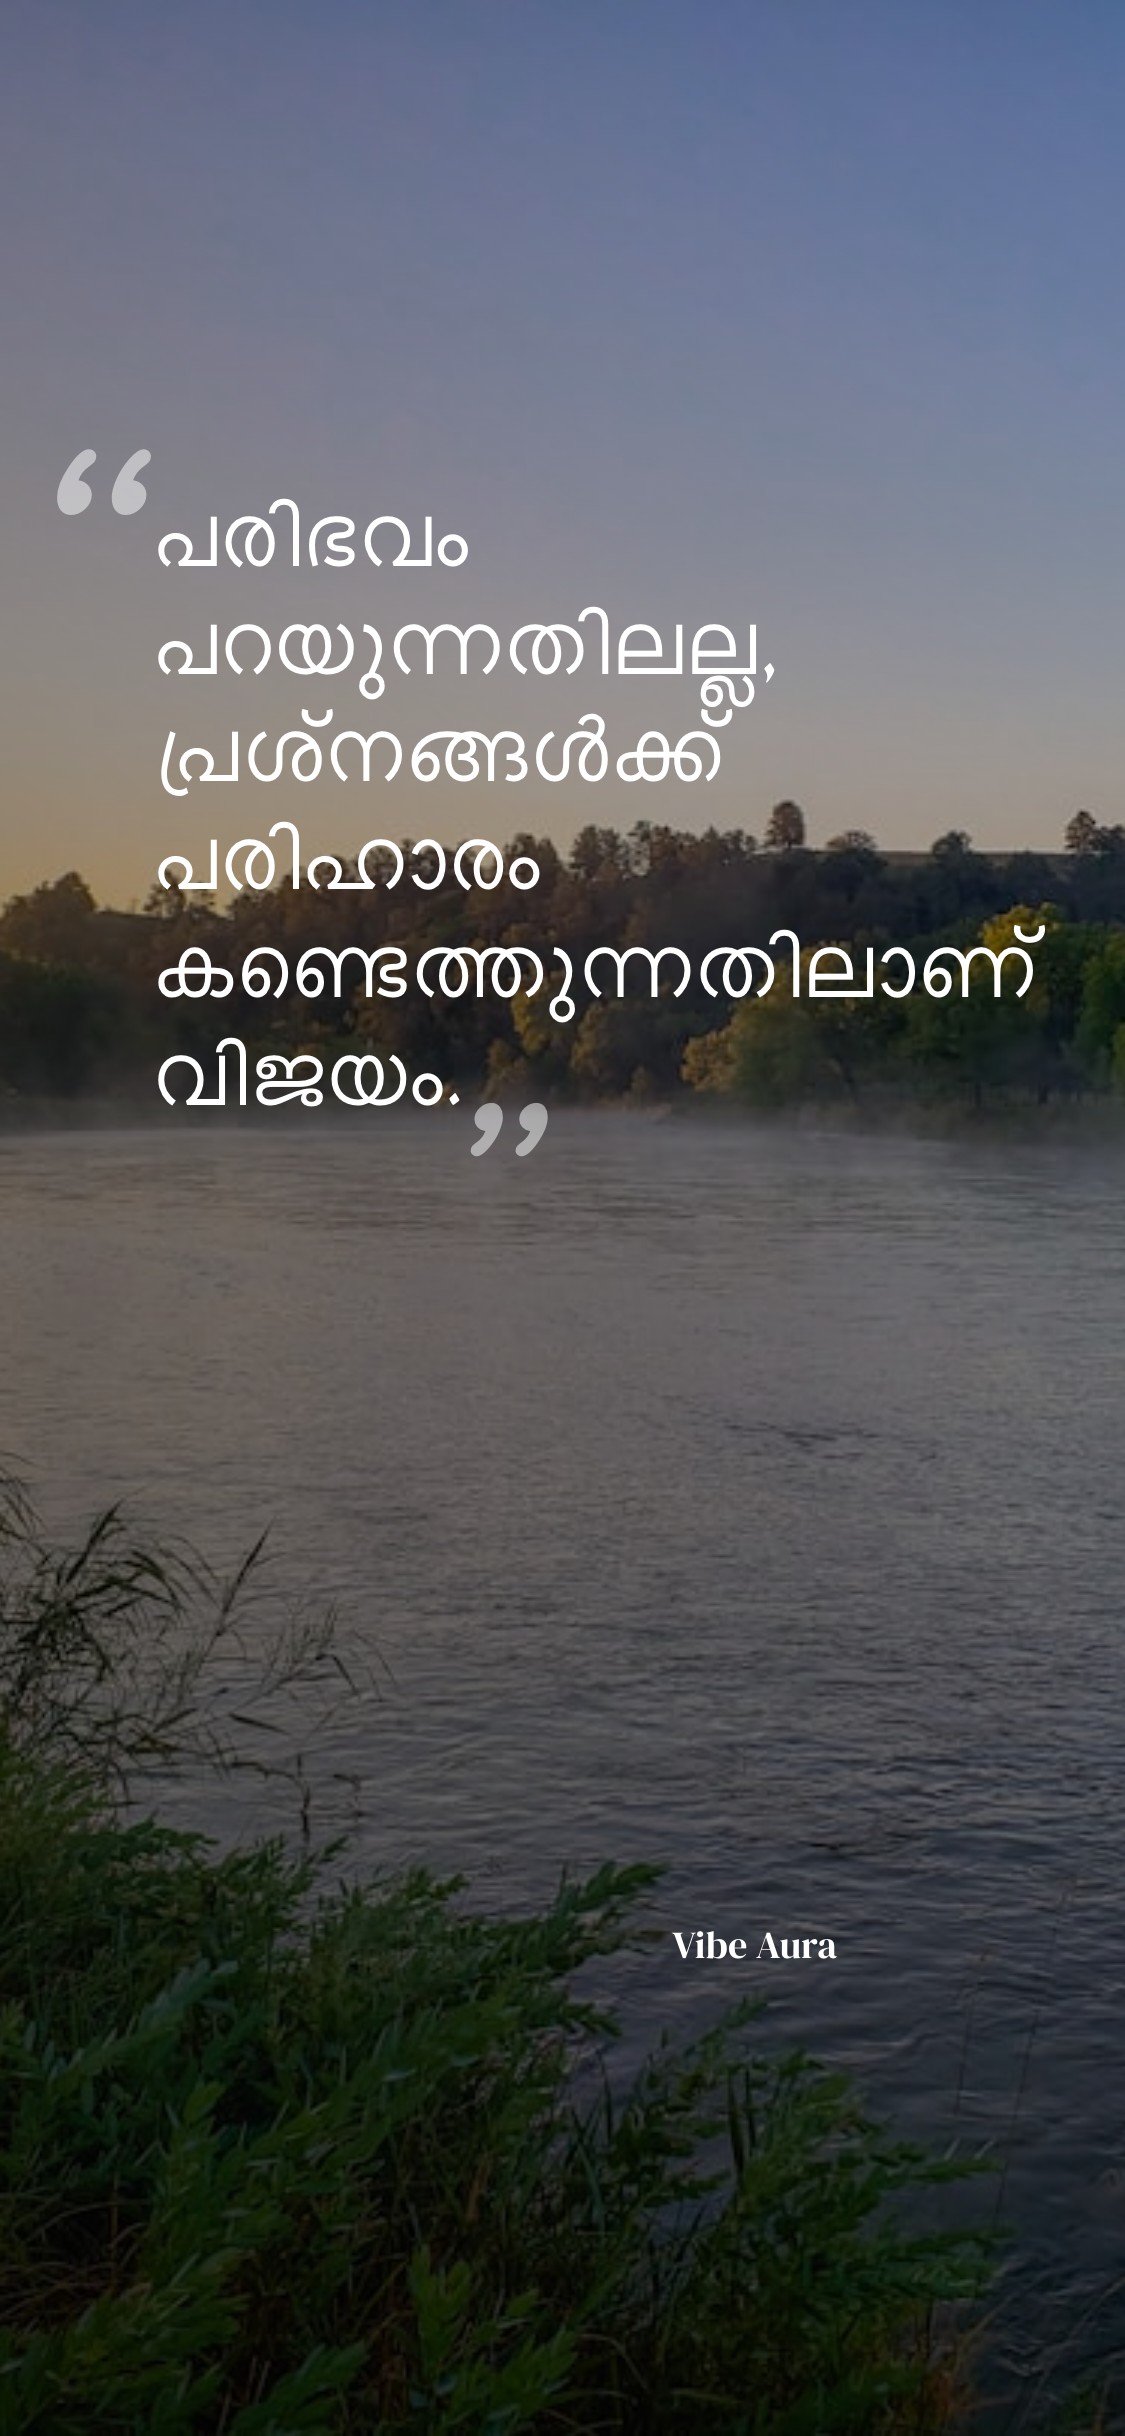 “പരിഭവം
പറയുന്നതിലല്ല,
പ്രശ്നങ്ങൾക്ക്
പരിഹാരം
കണ്ടെത്തുന്നതിലാണ്
വിജയം.”
Vibe Aura